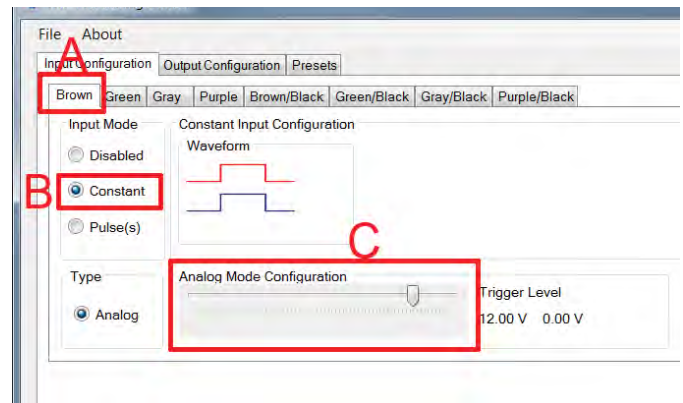 File About
A
Input Configuration Output Configuration Presets
Brown Green Gray Purple Brown/Black Green/Black Gray/Black Purple/Black
Input Mode Constant Input Configuration
Disabled Waveform
B Constant
Pulse(s)
C
Type Analog Mode Configuration Trigger Level
Analog 12.00 V 0.00 V